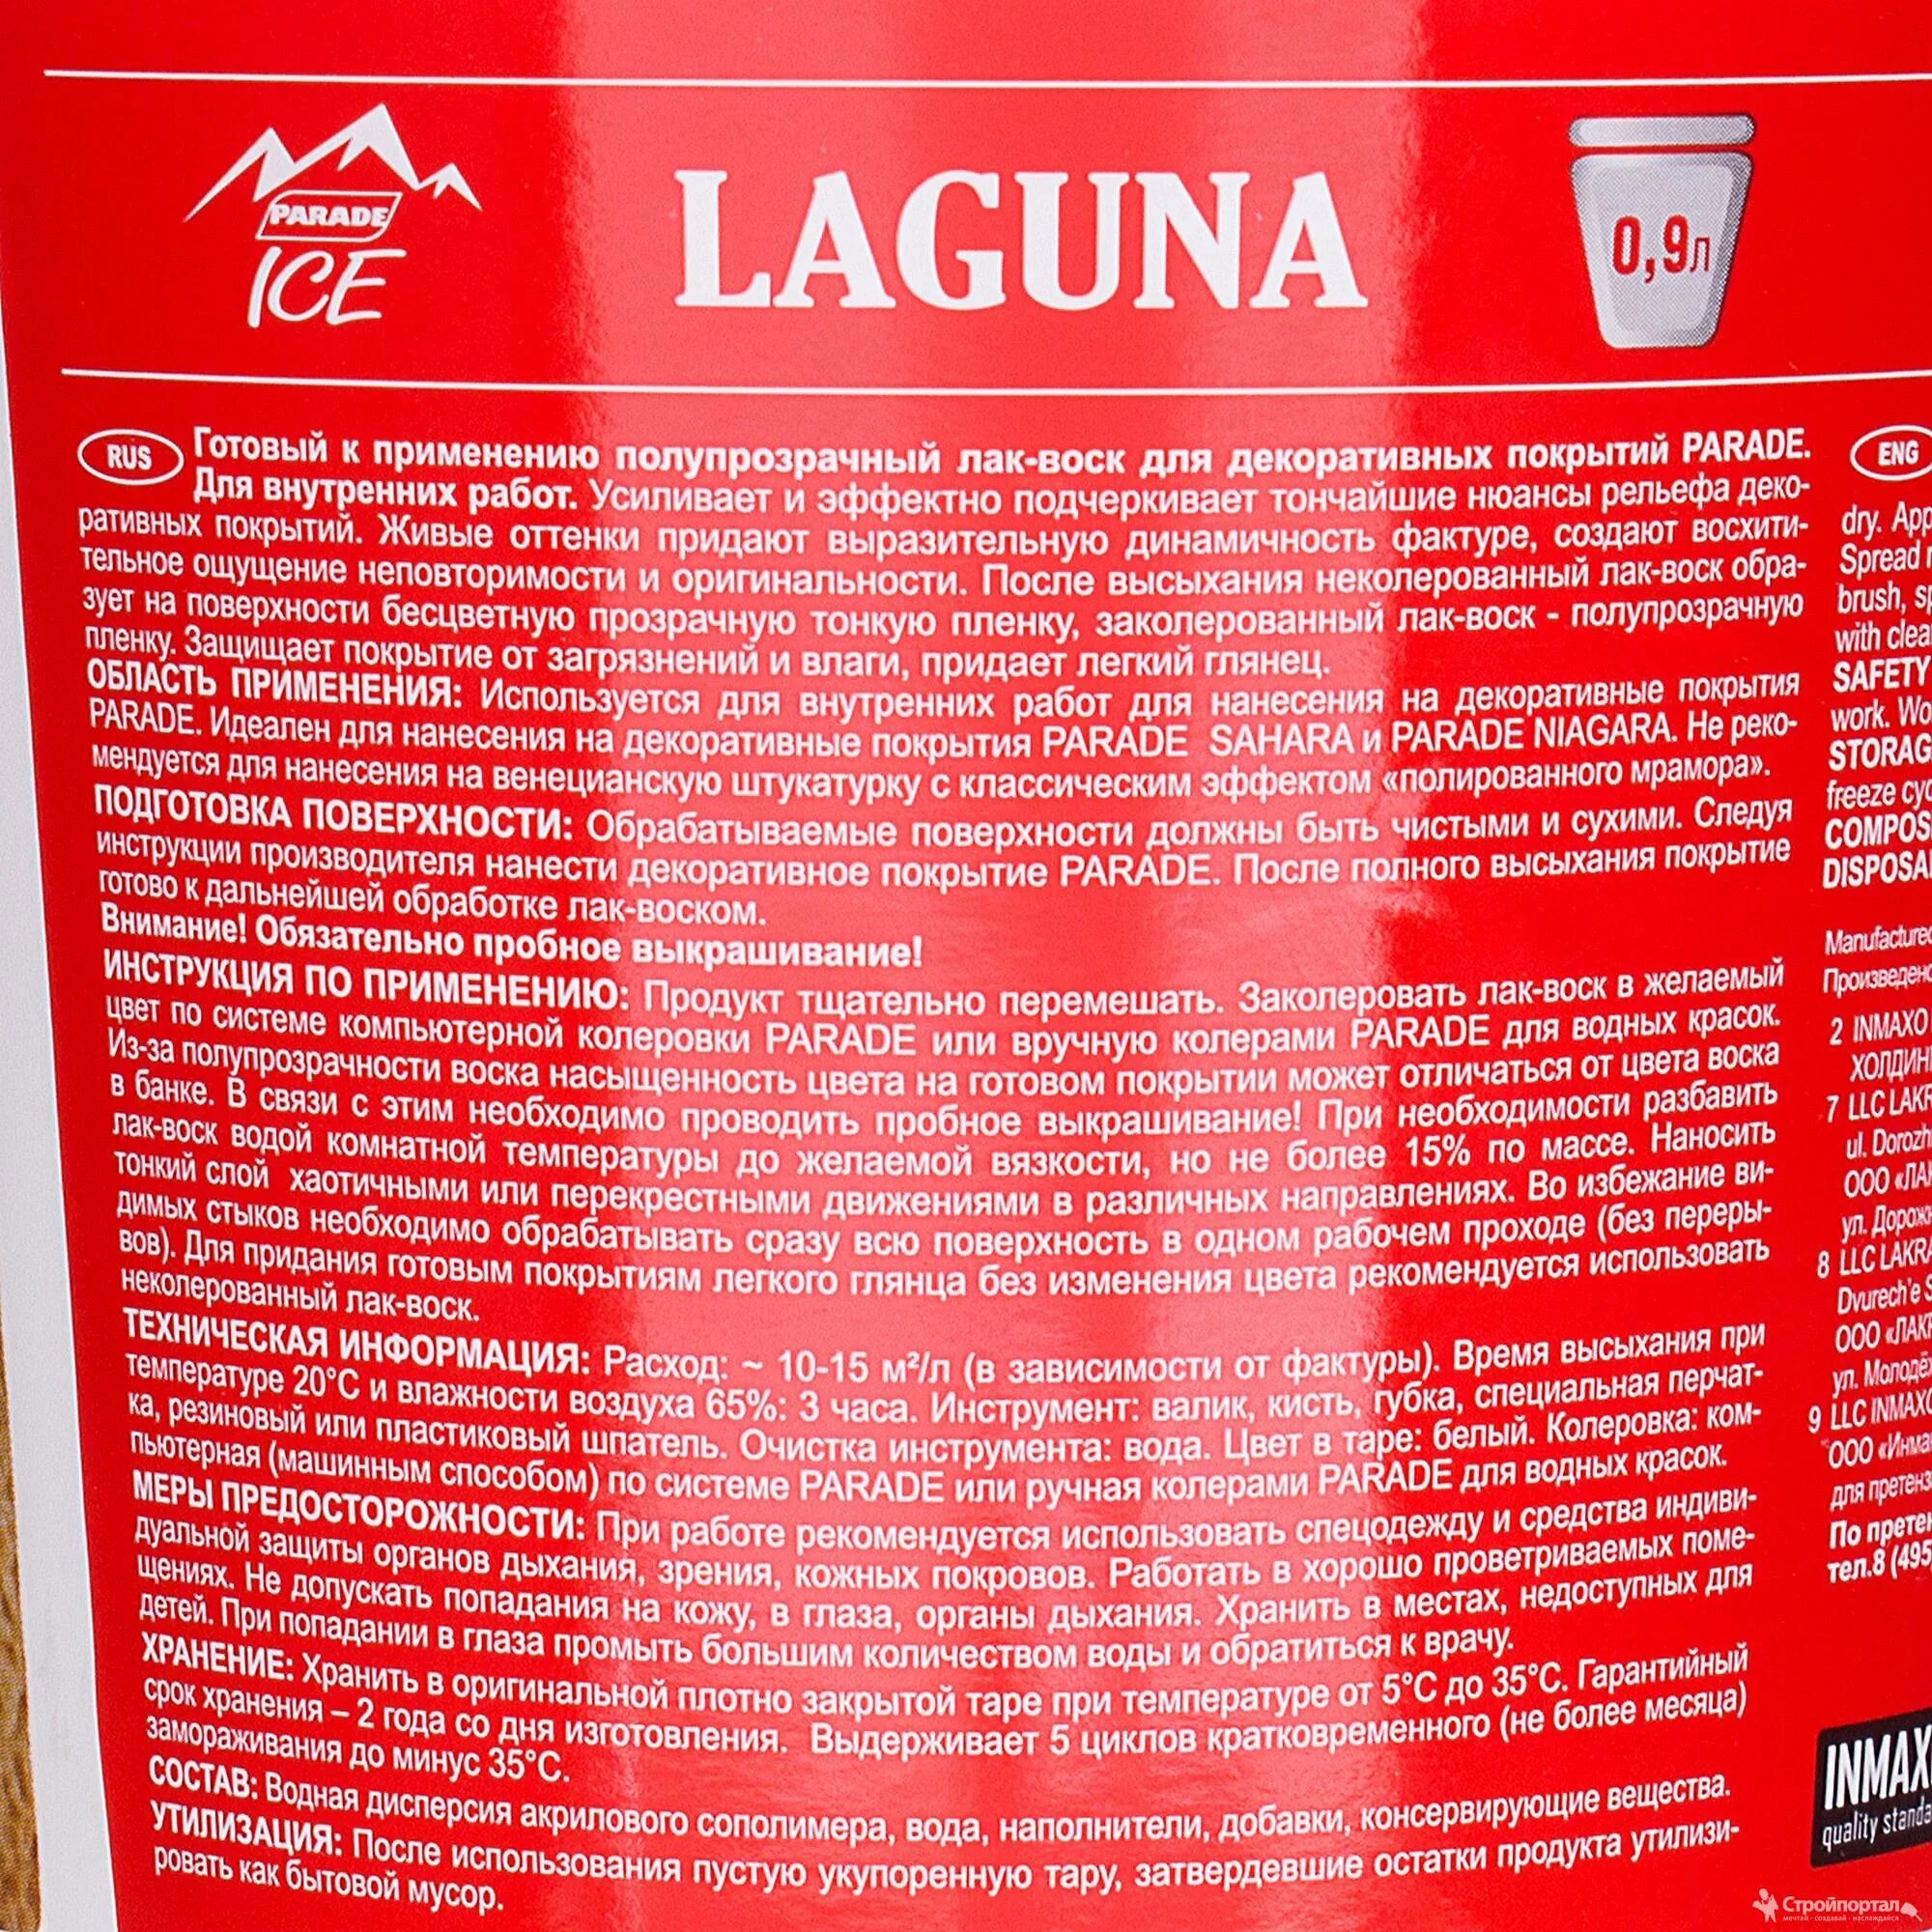 PARADE
ICE
LAGUNA
0,9л
RUS
Готовый к применению полупрозрачный лак-воск для декоративных покрытий PARADE.
Для внутренних работ. Усиливает и эффектно подчеркивает тончайшие нюансы рельефа деко-
ративных покрытий. Живые оттенки придают выразительную динамичность фактуре, создают восхити-
тельное ощущение неповторимости и оригинальности. После высыхания неколерованный лак-воск обра-
зует на поверхности бесцветную прозрачную тонкую пленку, заколерованный лак-воск - полупрозрачную
пленку. Защищает покрытие от загрязнений и влаги, придает легкий глянец.
ОБЛАСТЬ ПРИМЕНЕНИЯ: Используется для внутренних работ для нанесения на декоративные покрытия
PARADE. Идеален для нанесения на декоративные покрытия PARADE SAHARA и PARADE NIAGARA. Не реко-
мендуется для нанесения на венецианскую штукатурку с классическим эффектом «полированного мрамора».
ПОДГОТОВКА ПОВЕРХНОСТИ: Обрабатываемые поверхности должны быть чистыми и сухими. Следуя
инструкции производителя нанести декоративное покрытие PARADE. После полного высыхания покрытие
готово к дальнейшей обработке лак-воском.
Внимание! Обязательно пробное выкрашивание!
ИНСТРУКЦИЯ ПО ПРИМЕНЕНИЮ: Продукт тщательно перемешать. Заколеровать лак-воск в желаемый
цвет по системе компьютерной колеровки PARADE или вручную колерами PARADE для водных красок.
Из-за полупрозрачности воска насыщенность цвета на готовом покрытии может отличаться от цвета воска
в банке. В связи с этим необходимо проводить пробное выкрашивание! При необходимости разбавить
лак-воск водой комнатной температуры до желаемой вязкости, но не более 15% по массе. Наносить
тонкий слой хаотичными или перекрестными движениями в различных направлениях. Во избежание ви-
димых стыков необходимо обрабатывать сразу всю поверхность в одном рабочем проходе (без переры-
вов). Для придания готовым покрытиям легкого глянца без изменения цвета рекомендуется использовать
неколерованный лак-воск.
ТЕХНИЧЕСКАЯ ИНФОРМАЦИЯ: Расход: ~ 10-15 м²/л (в зависимости от фактуры). Время высыхания при
температуре 20°С и влажности воздуха 65%: 3 часа. Инструмент: валик, кисть, губка, специальная перчат-
ка, резиновый или пластиковый шпатель. Очистка инструмента: вода. Цвет в таре: белый. Колеровка: ком-
пьютерная (машинным способом) по системе PARADE или ручная колерами PARADE для водных красок.
МЕРЫ ПРЕДОСТОРОЖНОСТИ: При работе рекомендуется использовать спецодежду и средства индиви-
дуальной защиты органов дыхания, зрения, кожных покровов. Работать в хорошо проветриваемых поме-
щениях. Не допускать попадания на кожу, в глаза, органы дыхания. Хранить в местах, недоступных для
детей. При попадании в глаза промыть большим количеством воды и обратиться к врачу.
ХРАНЕНИЕ: Хранить в оригинальной плотно закрытой таре при температуре от 5°С до 35°С. Гарантийный
срок хранения – 2 года со дня изготовления. Выдерживает 5 циклов кратковременного (не более месяца)
замораживания до минус 35°С.
СОСТАВ: Водная дисперсия акрилового сополимера, вода, наполнители, добавки, консервирующие вещества.
УТИЛИЗАЦИЯ: После использования пустую укупоренную тару, затвердевшие остатки продукта утилизи-
ровать как бытовой мусор.
ENG
dry.
Spread
brush,
with
SAFETY
work.
freeze
2 INMAXO
7 LLC
ul.
ООО
ул.
8 LLC
Dvurech'e
ООО
ул.
9 LLC
ООО
для
По
тел.8 (495
quality
Стройпортал
мечтай - создавай - наслаждайся